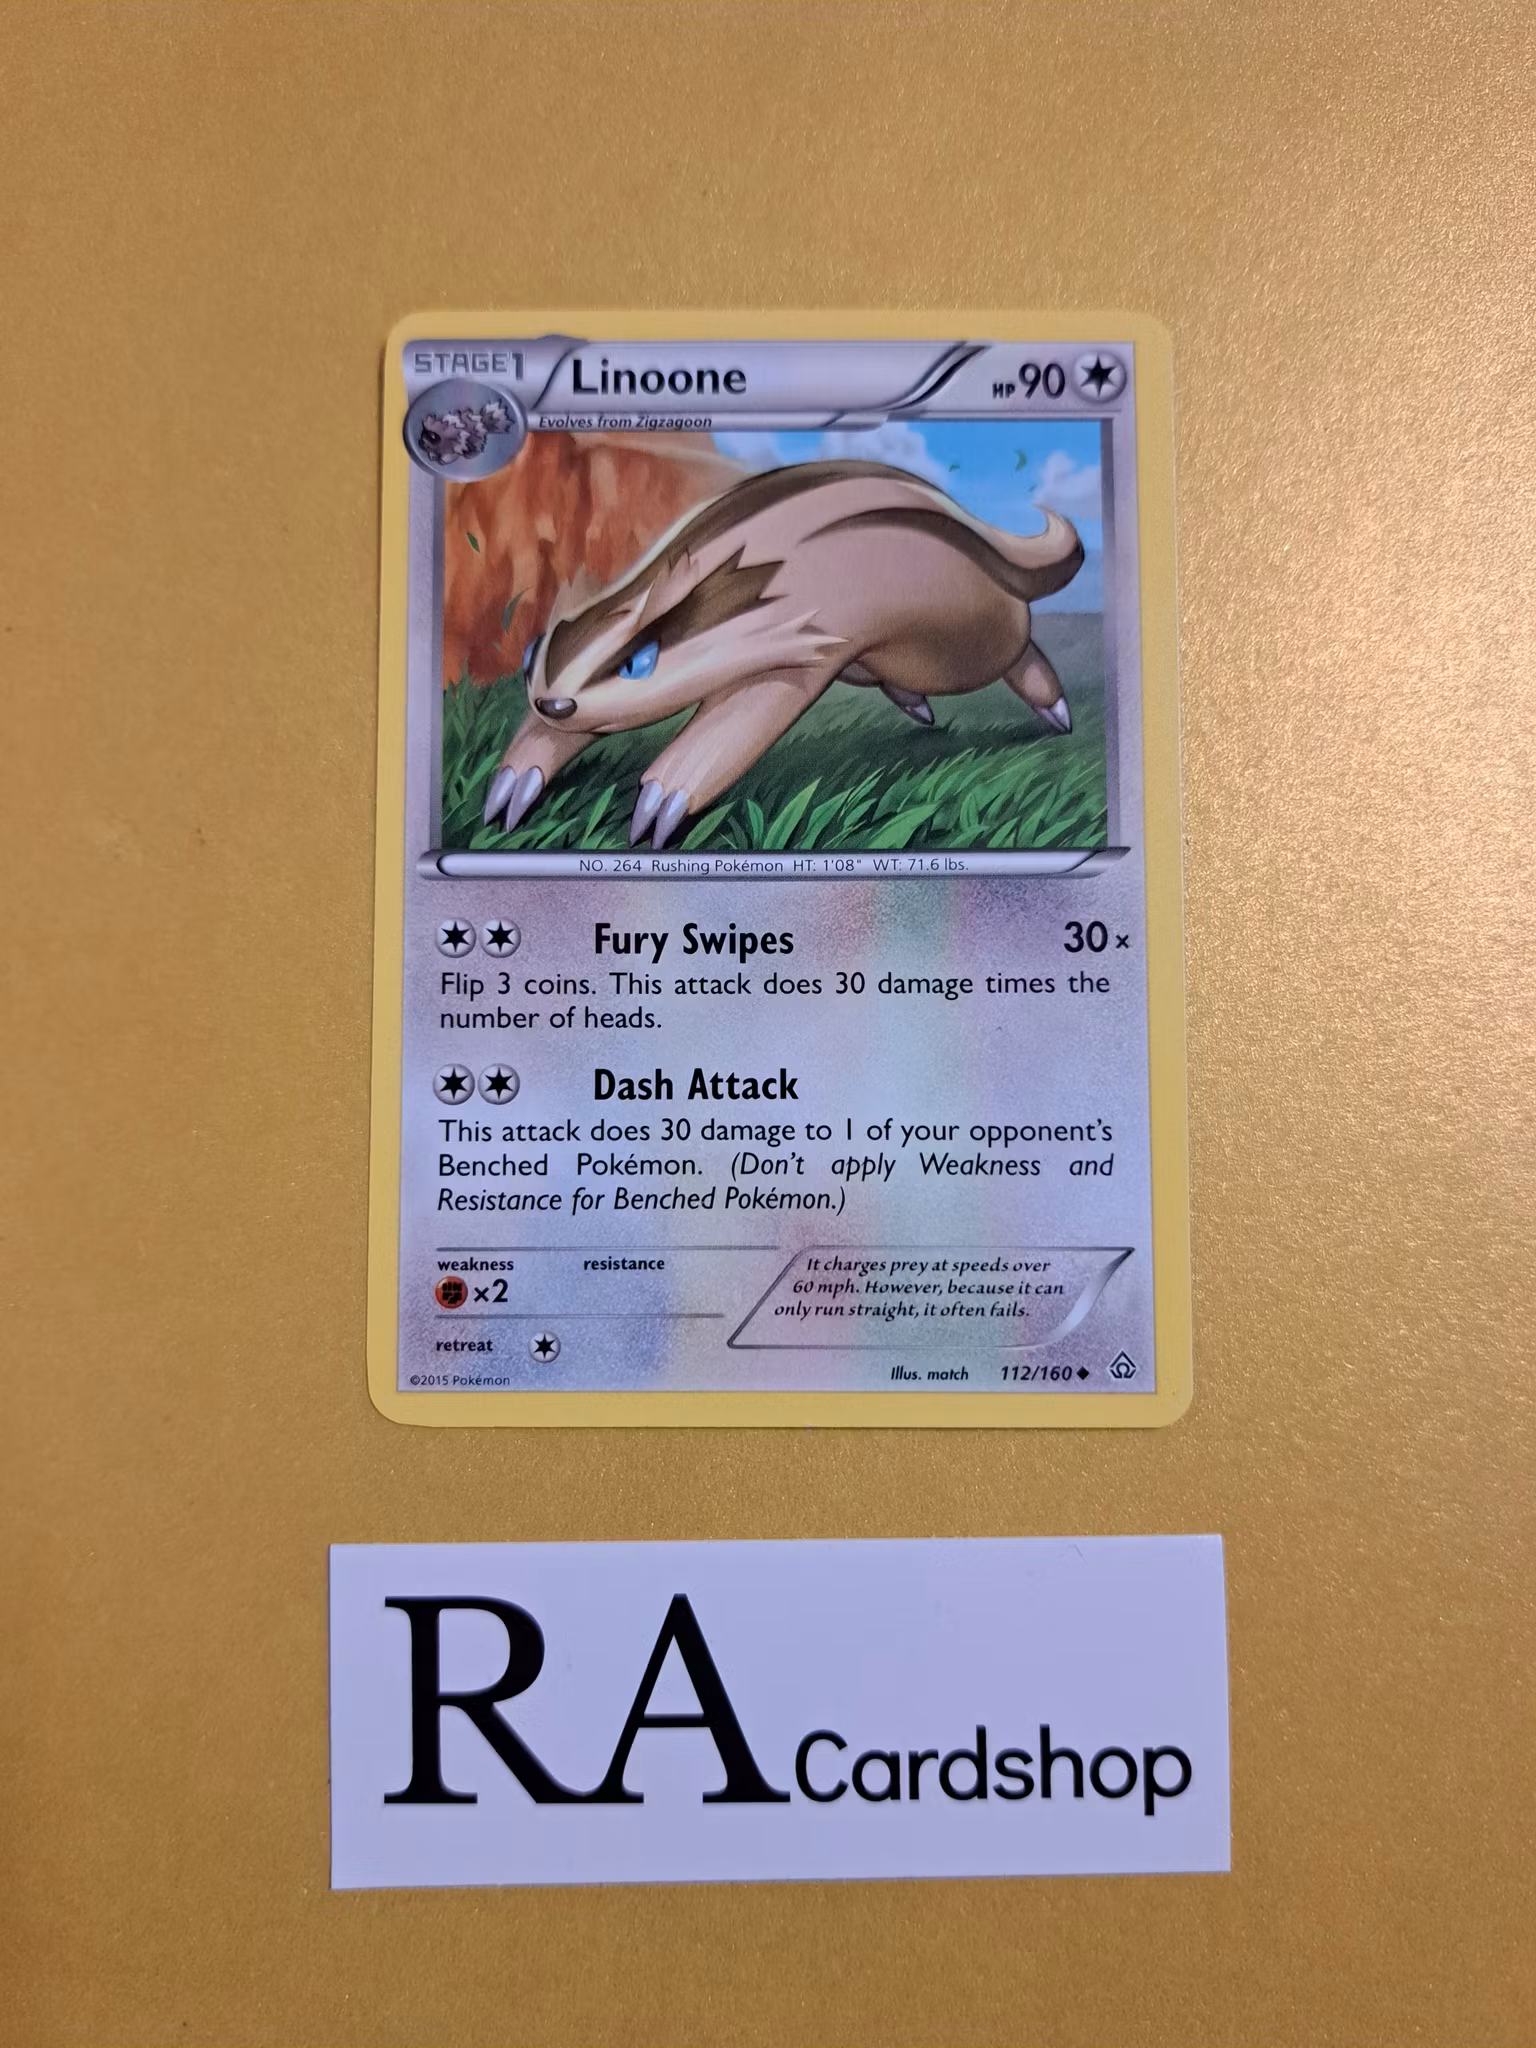 STAGE1 Linoone HP90
Evolves from Zigzagoon
NO. 264 Rushing Pokémon HT: 1'08" WT: 71.6 lbs.
Fury Swipes 30×
Flip 3 coins. This attack does 30 damage times the
number of heads.
Dash Attack
This attack does 30 damage to 1 of your opponent's
Benched Pokémon. (Don't apply Weakness and
Resistance for Benched Pokémon.)
weakness resistance
×2
It charges prey at speeds over
60 mph. However, because it can
only run straight, it often fails.
retreat
©2015 Pokémon
Illus. match 112/160
RA Cardshop